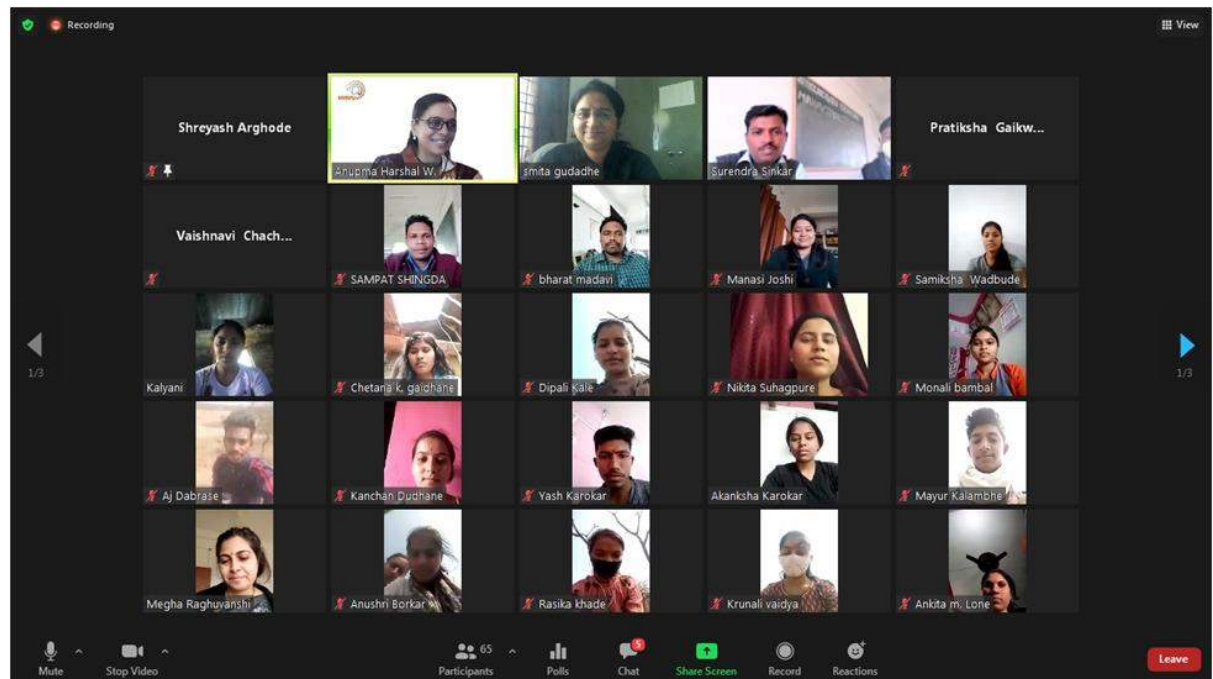 Recording
View
Shreyash Arghode
Anupma Harshal W.
smita gudadhe
Surendra Sinkar
Pratiksha Gaikw...
Vaishnavi Chach...
SAMPAT SHINGDA
bharat madavi
Manasi Joshi
Samiksha Wadbude
Kalyani
Chetana k. gaidhane
Dipali Kale
Nikita Suhagpure
Monali bambal
1/3
1/3
Aj Dabrase
Kanchan Dudhane
Yash Karokar
Akanksha Karokar
Mayur Kalambhe
Megha Raghuvanshi
Anushri Borkar
Rasika khade
Krunali vaidya
Ankita m. Lone
65
5
Mute
Stop Video
Participants
Polls
Chat
Share Screen
Record
Reactions
Leave